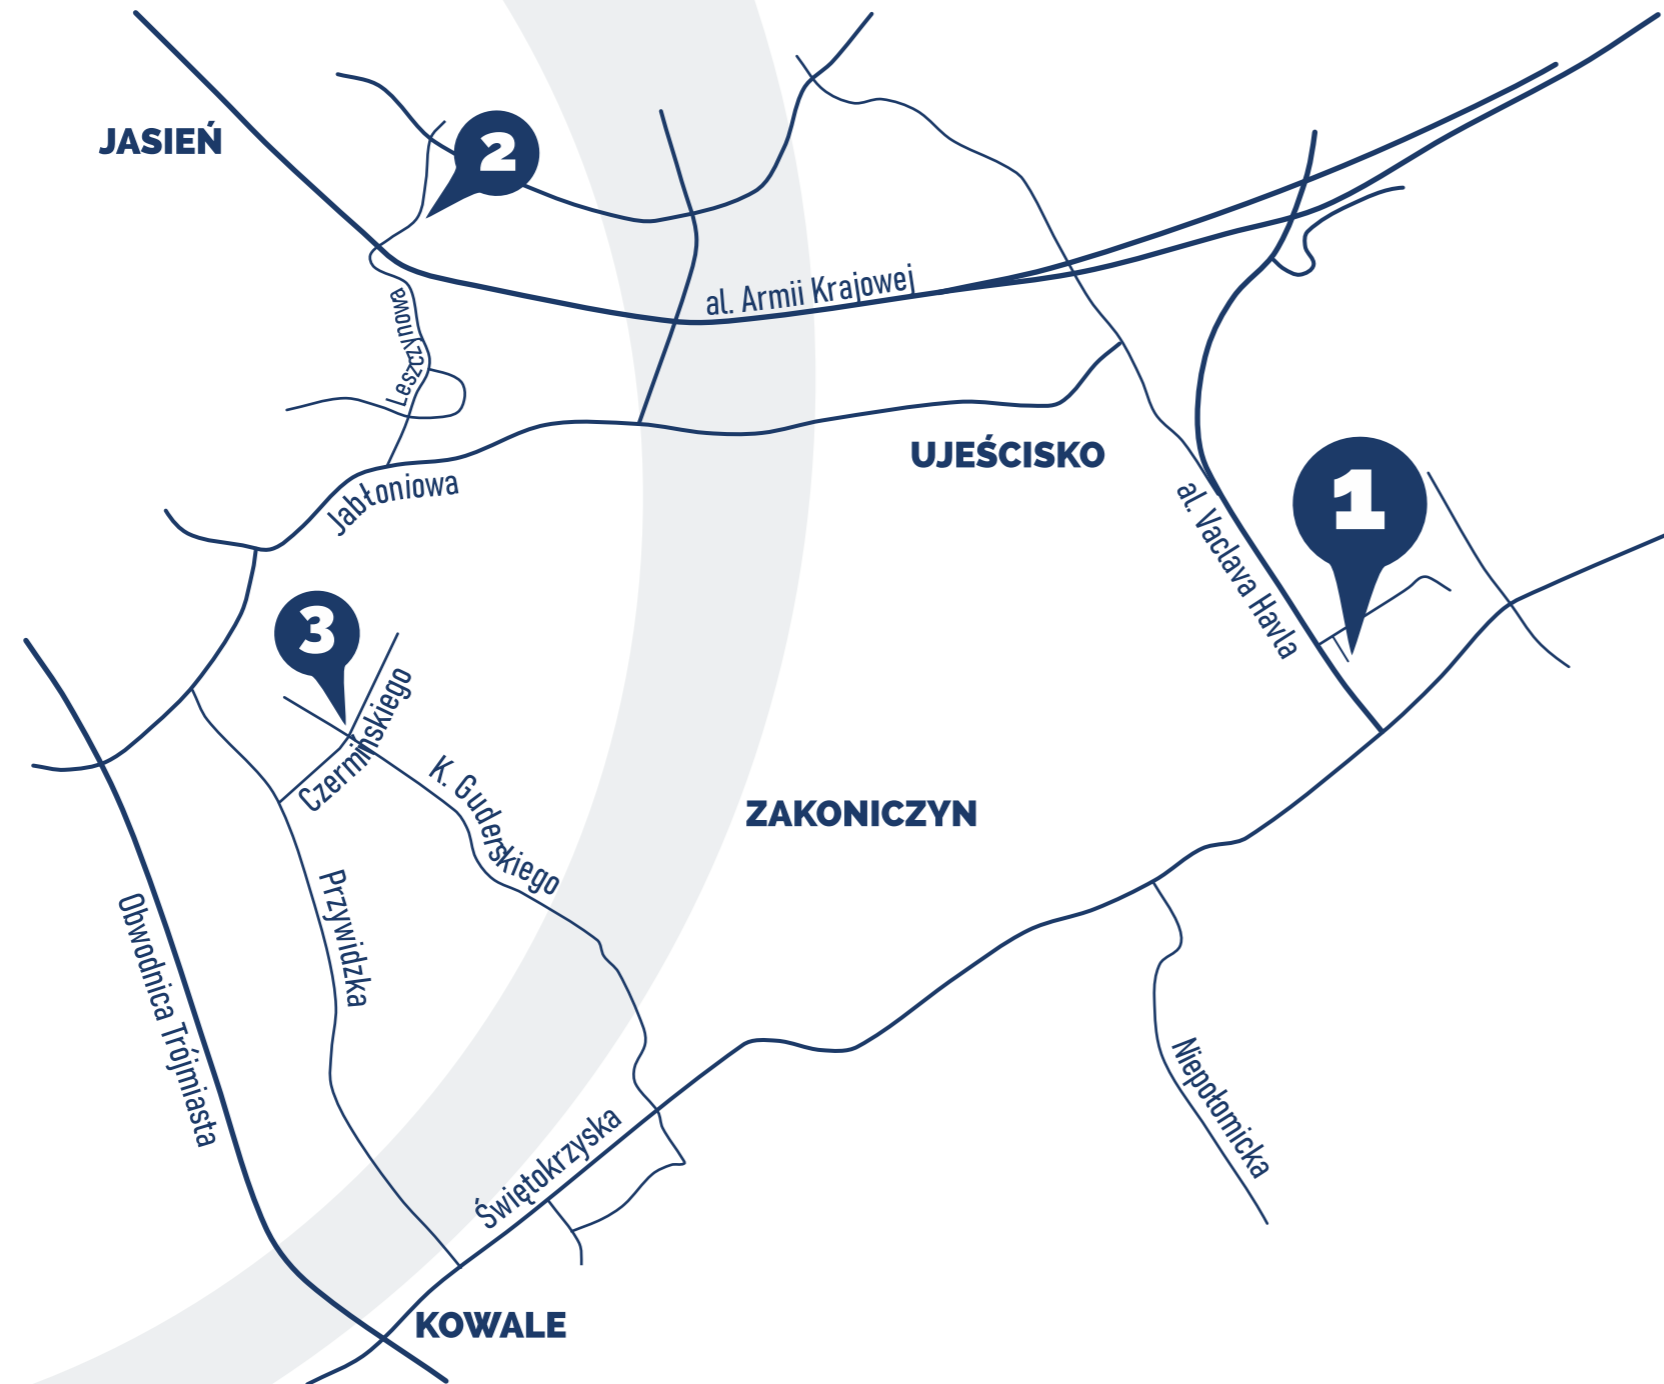 JASIEŃ
2
al. Armii Krajowej
Leszczynowa
UJEŚCISKO
1
Jabłoniowa
al. Vaclava Havla
3
Czermińskiego
K. Guderskiego
ZAKONICZYN
Przywidzka
Obwodnica Trójmiasta
Niepołomicka
Świętokrzyska
KOWALE